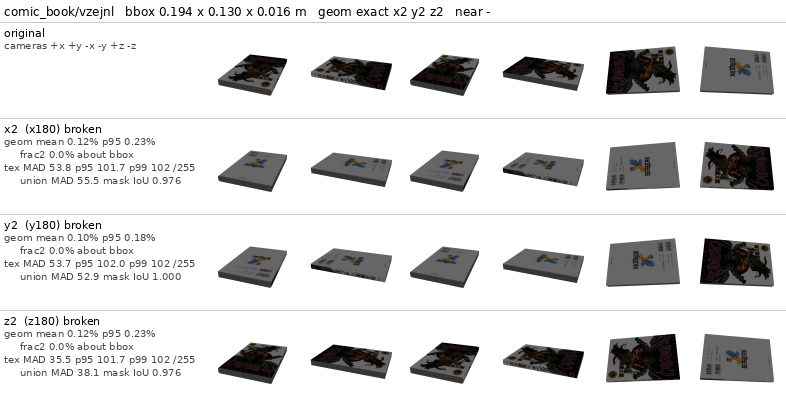 comic_book/vzejnl   bbox 0.194 x 0.130 x 0.016 m   geom exact x2 y2 z2   near -
original
cameras +x +y -x -y +z -z
x2  (x180) broken
geom mean 0.12% p95 0.23%
frac2 0.0% about bbox
tex MAD 53.8 p95 101.7 p99 102 /255
union MAD 55.5 mask IoU 0.976
y2  (y180) broken
geom mean 0.10% p95 0.18%
frac2 0.0% about bbox
tex MAD 53.7 p95 102.0 p99 102 /255
union MAD 52.9 mask IoU 1.000
z2  (z180) broken
geom mean 0.12% p95 0.23%
frac2 0.0% about bbox
tex MAD 35.5 p95 101.7 p99 102 /255
union MAD 38.1 mask IoU 0.976